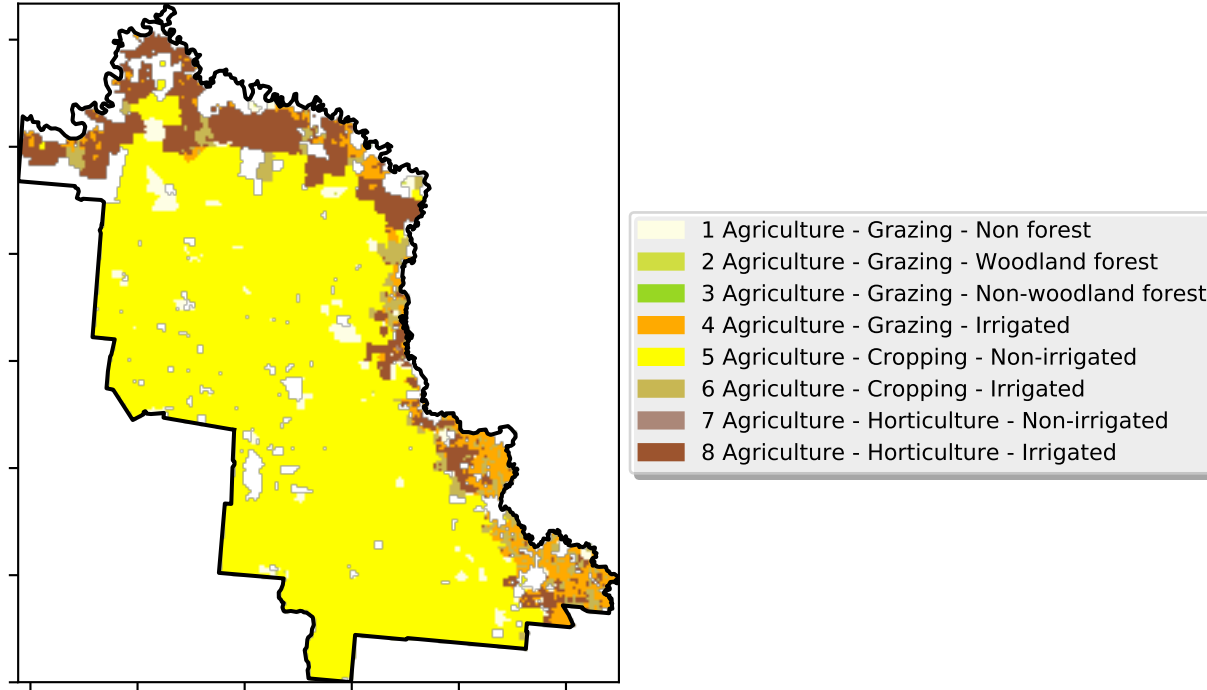 1 Agriculture - Grazing - Non forest
2 Agriculture - Grazing - Woodland forest
3 Agriculture - Grazing - Non-woodland forest
4 Agriculture - Grazing - Irrigated
5 Agriculture - Cropping - Non-irrigated
6 Agriculture - Cropping - Irrigated
7 Agriculture - Horticulture - Non-irrigated
8 Agriculture - Horticulture - Irrigated